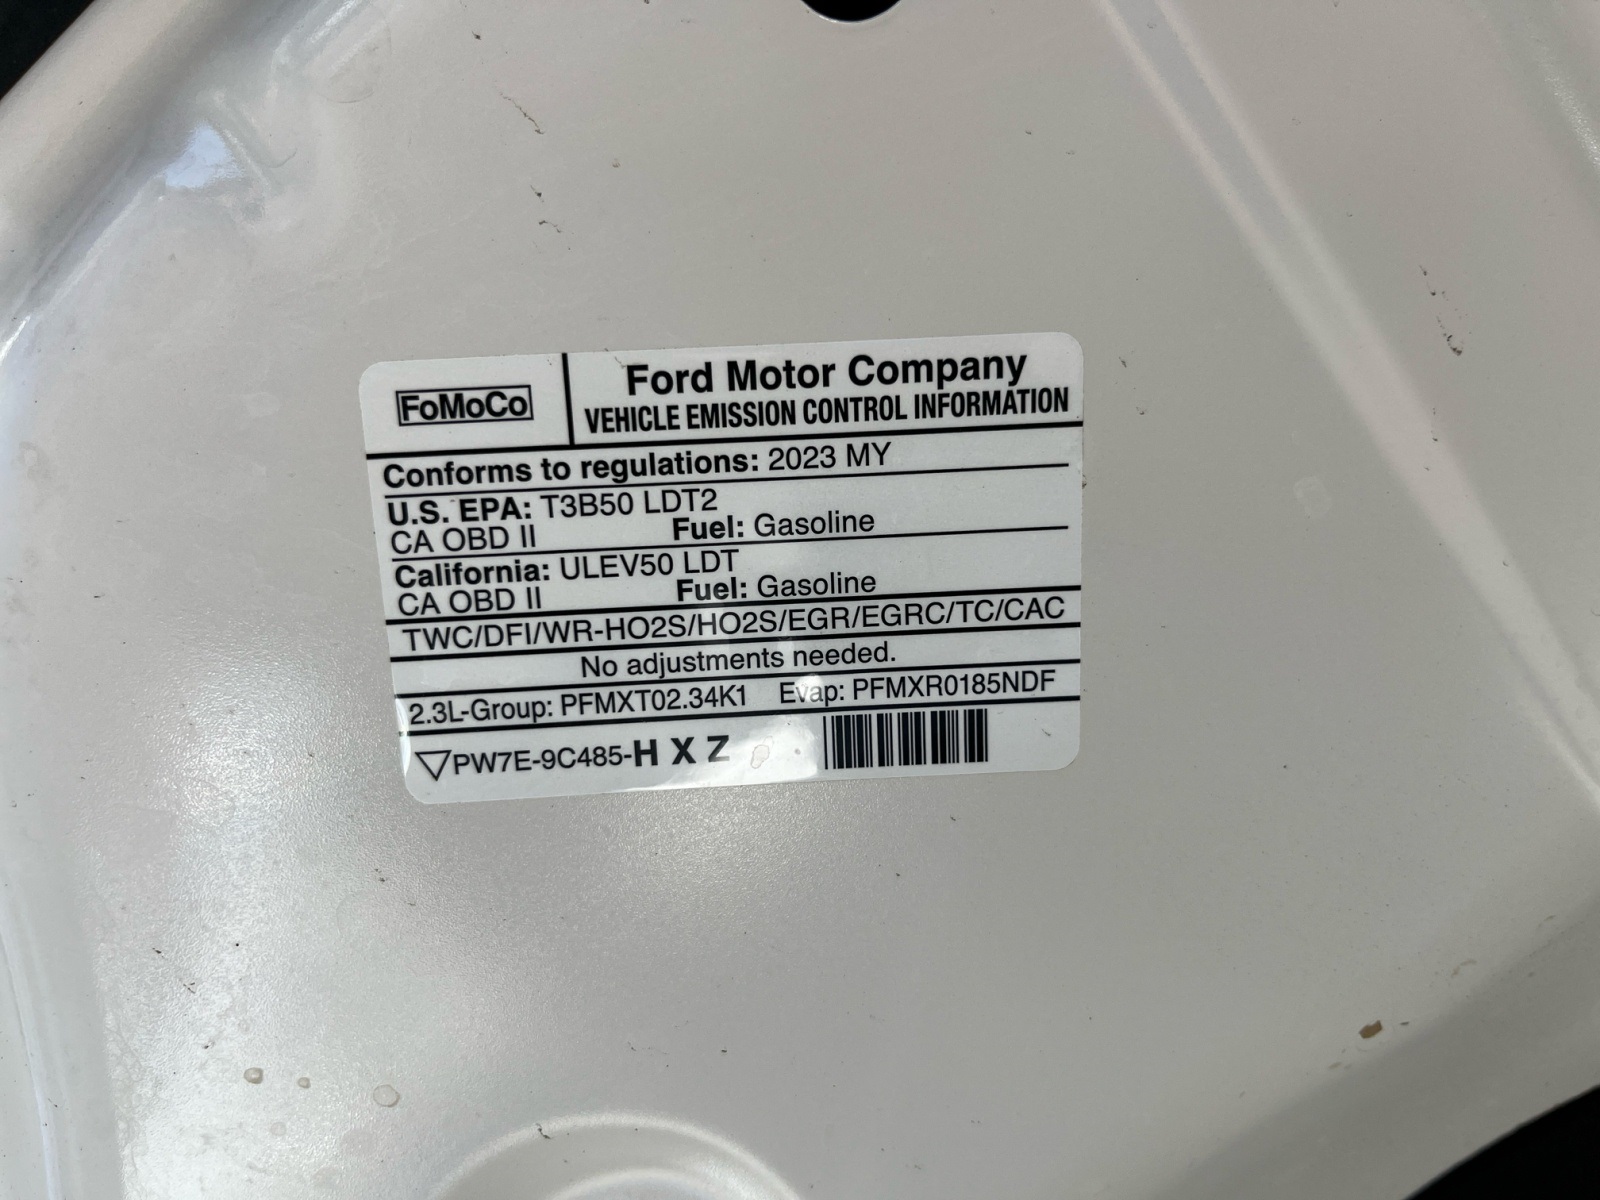 FoMoCo
Ford Motor Company
VEHICLE EMISSION CONTROL INFORMATION
Conforms to regulations: 2023 MY
U.S. EPA: T3B50 LDT2
CA OBD II Fuel: Gasoline
California: ULEV50 LDT
CA OBD II Fuel: Gasoline
TWC/DFI/WR-HO2S/HO2S/EGR/EGRC/TC/CAC
No adjustments needed.
2.3L-Group: PFMXT02.34K1 Evap: PFMXR0185NDF
▽PW7E-9C485-H X Z